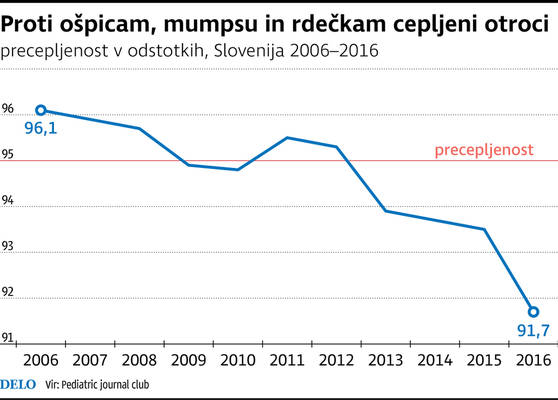 Proti ošpicam, mumpsu in rdečkam cepljeni otroci
precepljenost v odstotkih, Slovenija 2006–2016
96
96,1
precepljenost
95
94
93
92
91,7
91
2006 2007 2008 2009 2010 2011 2012 2013 2014 2015 2016
DELO Vir: Pediatric journal club